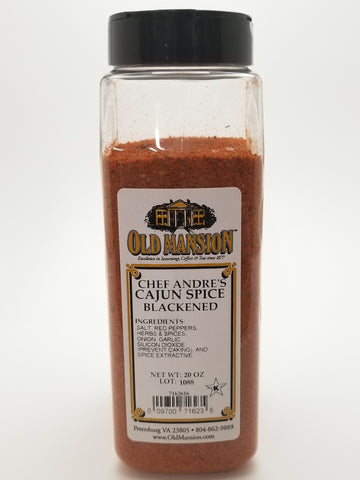 OLD MANSION
Excellence in Seasonings, Coffee & Tea since 1877
CHEF ANDRE'S
CAJUN SPICE
BLACKENED
INGREDIENTS:
SALT, RED PEPPERS,
HERBS & SPICES,
ONION, GARLIC,
SILICON DIOXIDE
(PREVENT CAKING), AND
SPICE EXTRACTIVE
NET WT: 20 OZ
LOT: 1088
K
7162616
0 09700 71623 5
Petersburg VA 23805 • 804-862-9889
www.OldMansion.com